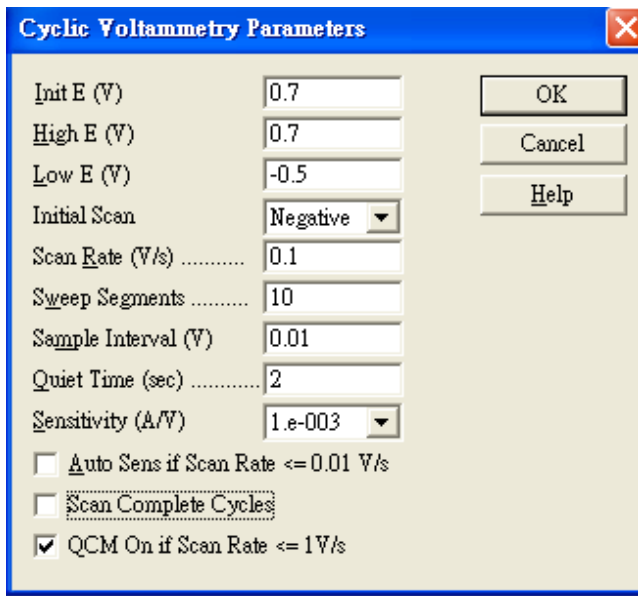 Cyclic Voltammetry Parameters
Init E (V) 0.7 OK
High E (V) 0.7 Cancel
Low E (V) -0.5 Help
Initial Scan Negative
Scan Rate (V/s) ........... 0.1
Sweep Segments .......... 10
Sample Interval (V) 0.01
Quiet Time (sec) ............ 2
Sensitivity (A/V) 1.e-003
Auto Sens if Scan Rate <= 0.01 V/s
Scan Complete Cycles
QCM On if Scan Rate <= 1V/s